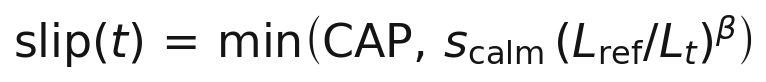 slip(t) = min(CAP, s_calm (L_ref/L_t)^β)